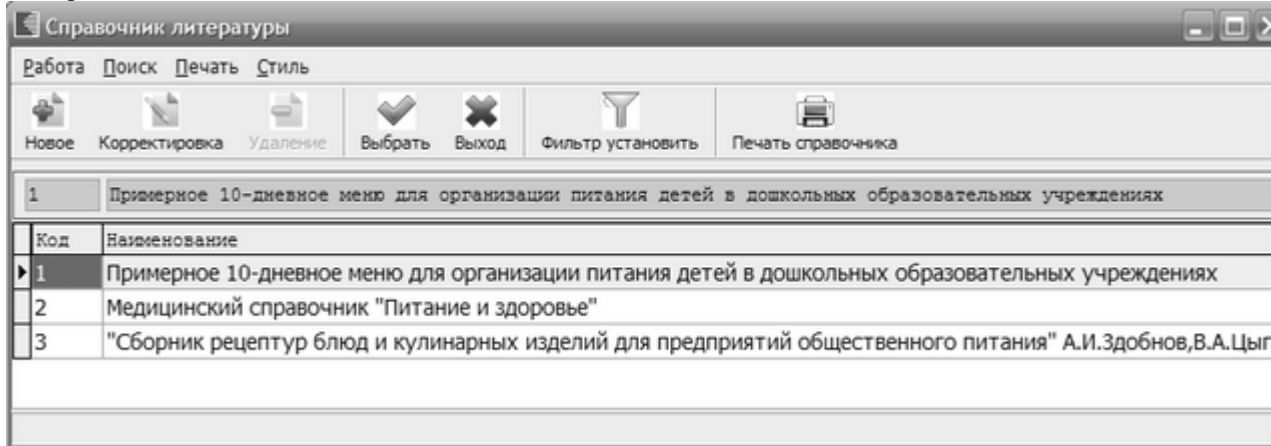 Справочник литературы
Работа Поиск Печать Стиль
Новое Корректировка Удаление Выбрать Выход Фильтр установить Печать справочника
1 Примерное 10-дневное меню для организации питания детей в дошкольных образовательных учреждениях
Код Наименование
1 Примерное 10-дневное меню для организации питания детей в дошкольных образовательных учреждениях
2 Медицинский справочник "Питание и здоровье"
3 "Сборник рецептур блюд и кулинарных изделий для предприятий общественного питания" А.И.Здобнов,В.А.Цыг